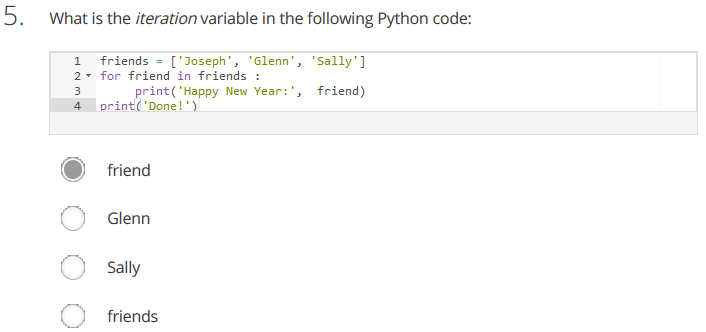 5. What is the iteration variable in the following Python code:
1 friends = ['Joseph', 'Glenn', 'Sally']
2 for friend in friends :
3 print('Happy New Year:', friend)
4 print('Done!')
friend
Glenn
Sally
friends